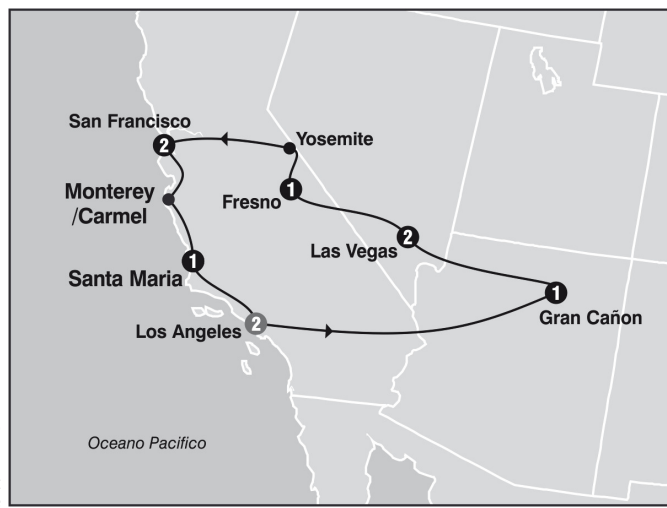 San Francisco
2
Yosemite
Monterey
/Carmel
Fresno
1
Las Vegas
2
Santa Maria
1
Gran Cañon
1
Los Angeles
2
Oceano Pacifico